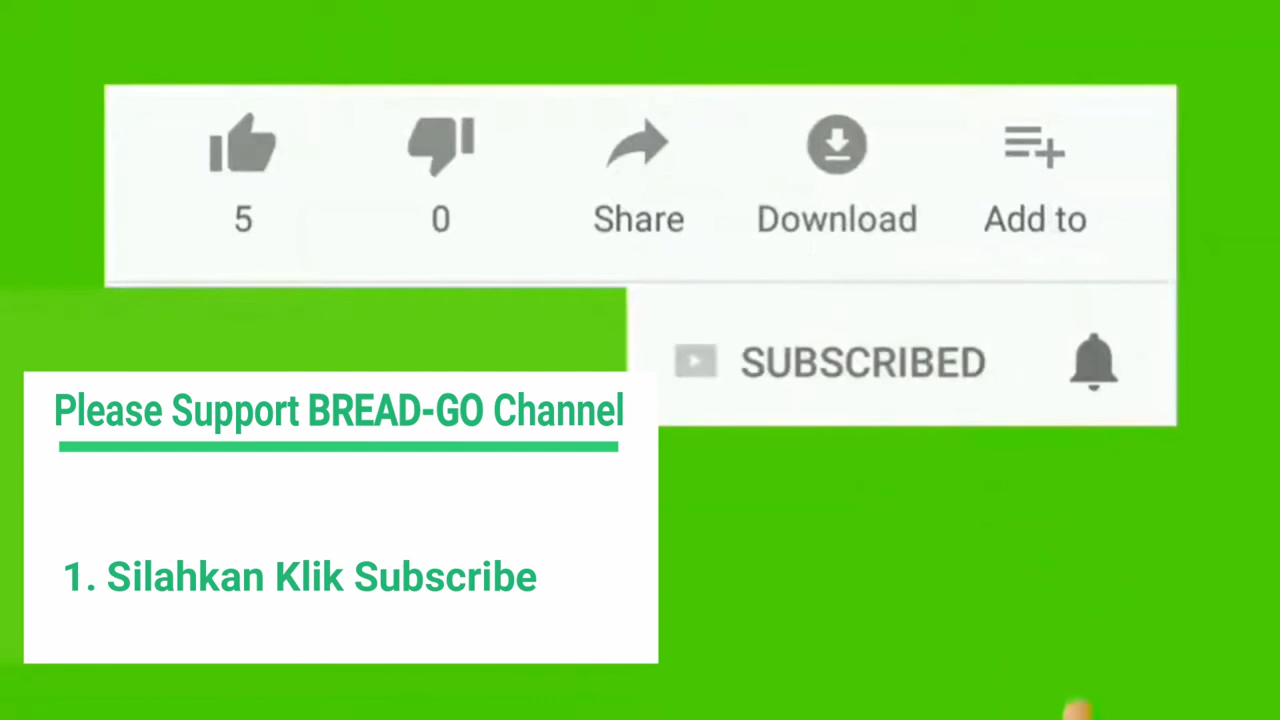 5 0 Share Download Add to
SUBSCRIBED
Please Support BREAD-GO Channel
1. Silahkan Klik Subscribe